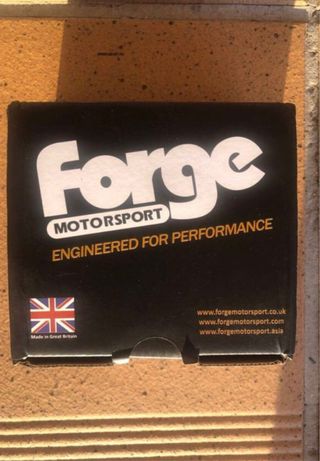 Forge
MOTORSPORT
ENGINEERED FOR PERFORMANCE
www.forgemotorsport.co.uk
www.forgemotorsport.com
www.forgemotorsport.asia
Made in Great Britain